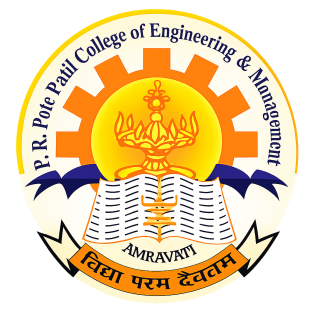 P. R. Pote Patil College of Engineering & Management
AMRAVATI
विद्या परम दैवतम